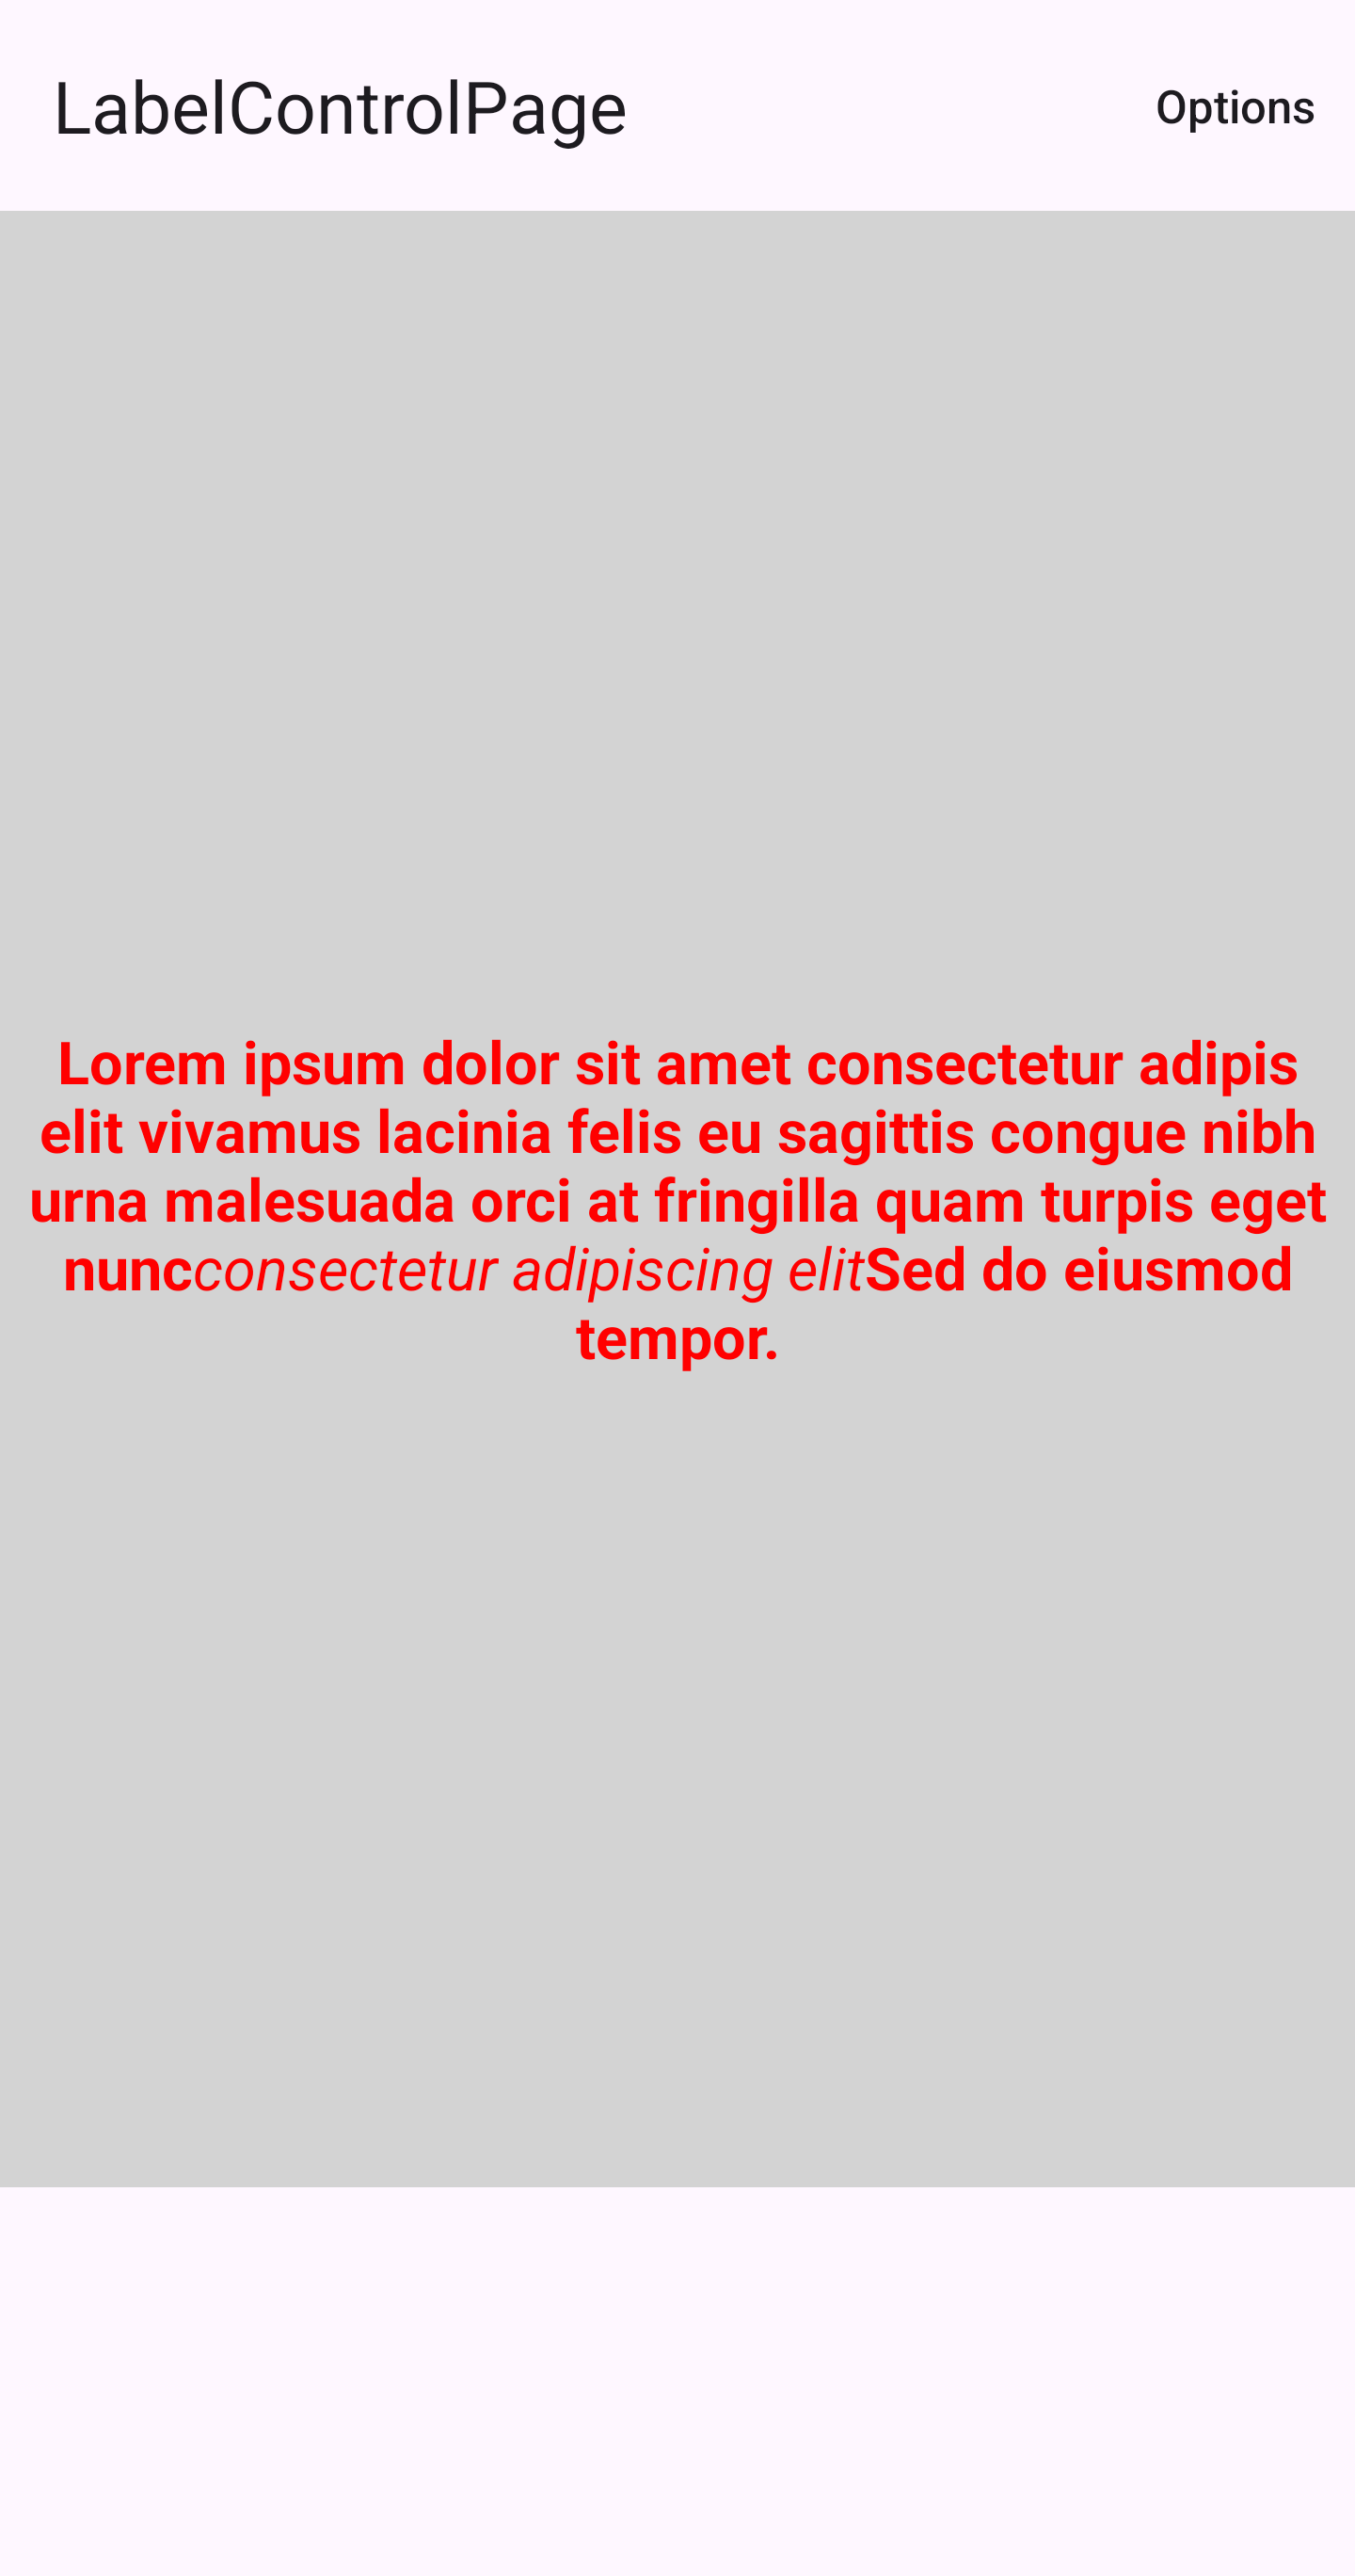 LabelControlPage
Options
Lorem ipsum dolor sit amet consectetur adipis
elit vivamus lacinia felis eu sagittis congue nibh
urna malesuada orci at fringilla quam turpis eget
nuncconsectetur adipiscing elitSed do eiusmod
tempor.